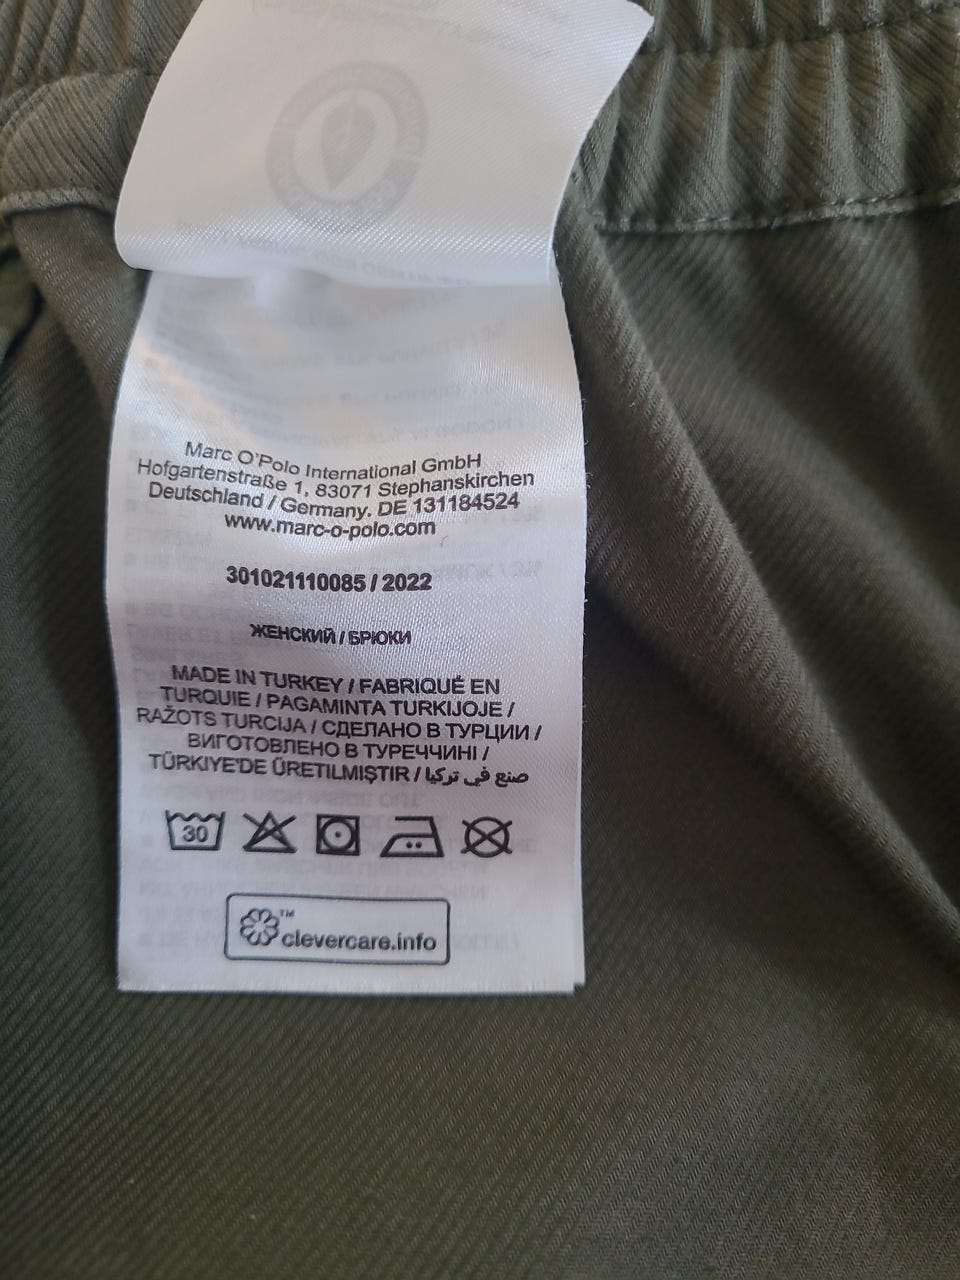 Marc O'Polo International GmbH
Hofgartenstraße 1, 83071 Stephanskirchen
Deutschland / Germany. DE 131184524
www.marc-o-polo.com
301021110085 / 2022
ЖЕНСКИЙ / БРЮКИ
MADE IN TURKEY / FABRIQUÉ EN
TURQUIE / PAGAMINTA TURKIJOJE /
RAŽOTS TURCIJA / СДЕЛАНО В ТУРЦИИ /
ВИГОТОВЛЕНО В ТУРЕЧЧИНІ /
TÜRKIYE'DE ÜRETILMIŞTIR / صنع في تركيا
30
™
clevercare.info